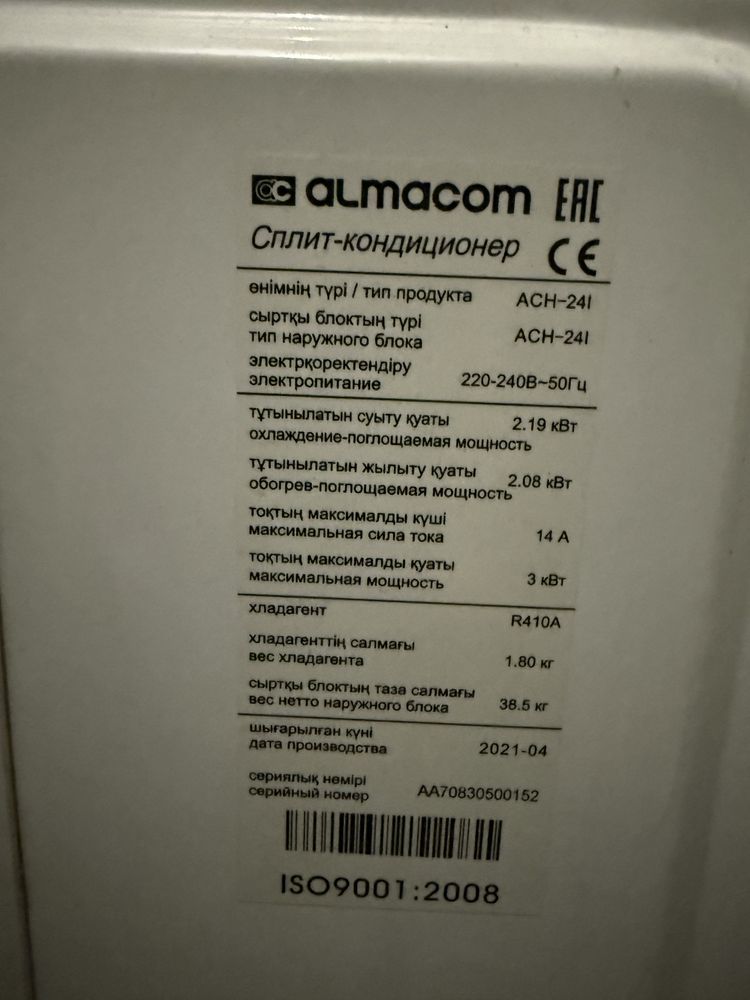 almacom EAC
Сплит-кондиционер CE
өнімнің түрі / тип продукта ACH-24I
сыртқы блоктың түрі
тип наружного блока ACH-24I
электрқоректендіру
электропитание 220-240В~50Гц
тұтынылатын суыту қуаты 2.19 кВт
охлаждение-поглощаемая мощность
тұтынылатын жылыту қуаты
обогрев-поглощаемая мощность 2.08 кВт
тоқтың максималды күші
максимальная сила тока 14 А
тоқтың максималды қуаты
максимальная мощность 3 кВт
хладагент R410A
хладагенттің салмағы
вес хладагента 1.80 кг
сыртқы блоктың таза салмағы
вес нетто наружного блока 38.5 кг
шығарылған күні
дата производства 2021-04
сериялық нөмірі
серийный номер AA70830500152
ISO9001:2008